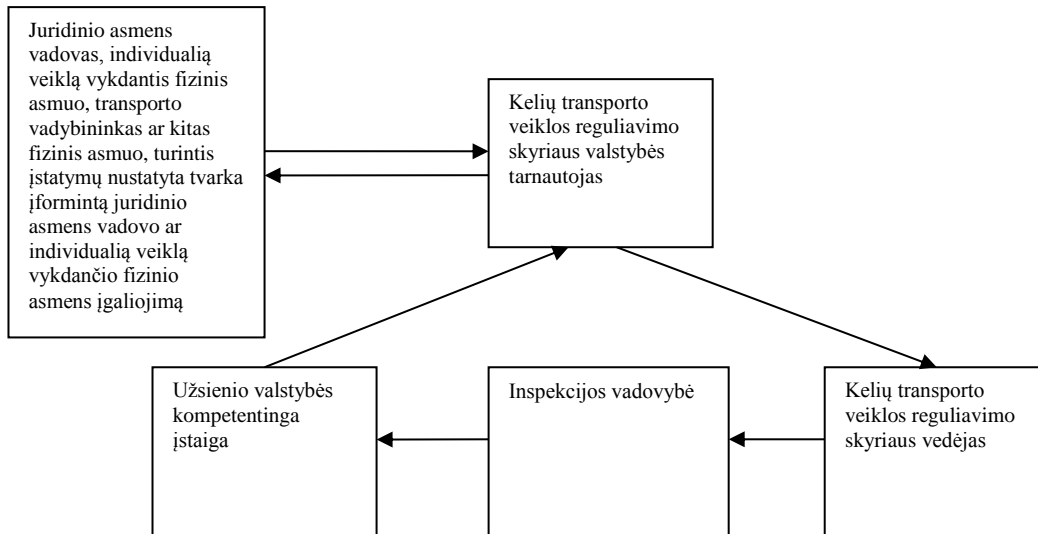 Juridinio asmens
vadovas, individualią
veiklą vykdantis fizinis
asmuo, transporto
vadybininkas ar kitas
fizinis asmuo, turintis
įstatymų nustatyta tvarka
įformintą juridinio
asmens vadovo ar
individualią veiklą
vykdančio fizinio
asmens įgaliojimą
Kelių transporto
veiklos reguliavimo
skyriaus valstybės
tarnautojas
Užsienio valstybės
kompetentinga
įstaiga
Inspekcijos vadovybė
Kelių transporto
veiklos reguliavimo
skyriaus vedėjas